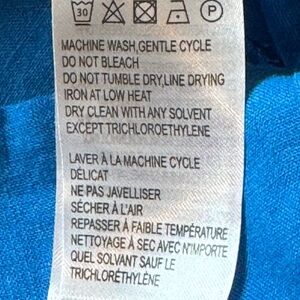 30 P
MACHINE WASH,GENTLE CYCLE
DO NOT BLEACH
DO NOT TUMBLE DRY,LINE DRYING
IRON AT LOW HEAT
DRY CLEAN WITH ANY SOLVENT
EXCEPT TRICHLOROETHYLENE
LAVER À LA MACHINE CYCLE
DÉLICAT
NE PAS JAVELLISER
SÉCHER À L'AIR
REPASSER À FAIBLE TEMPÉRATURE
NETTOYAGE À SEC AVEC N'IMPORTE
QUEL SOLVANT SAUF LE
TRICHLORÉTHYLÈNE